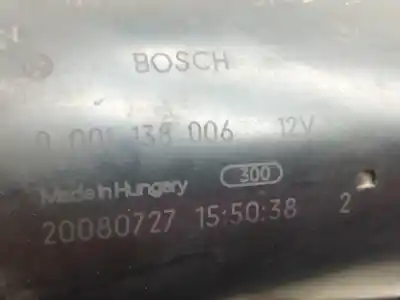 BOSCH
0 001 138 006 12V
Made in Hungary 300
20080727 15:50:38 2